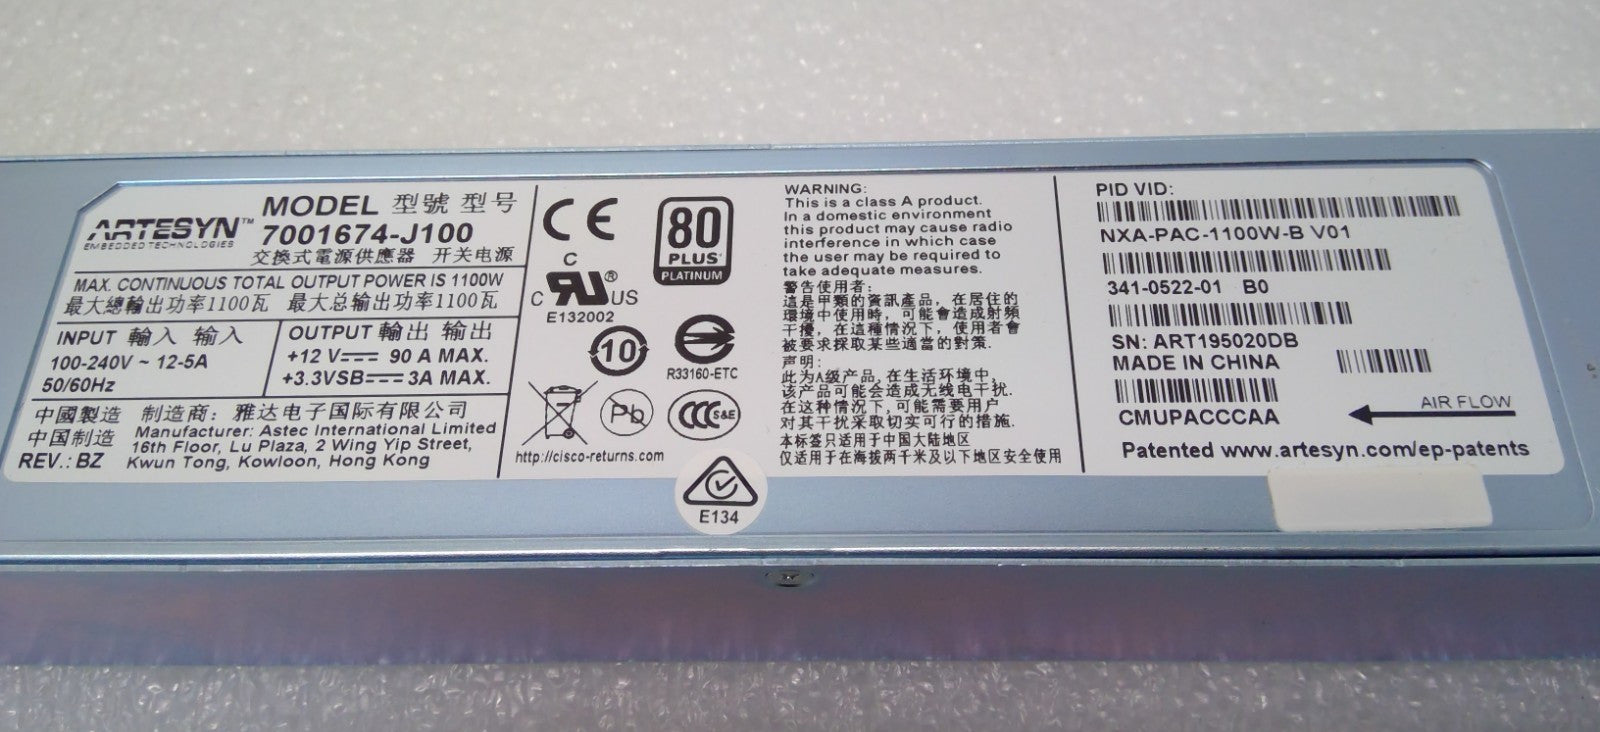 ARTESYN™
EMBEDDED TECHNOLOGIES
MODEL 型號 型号
7001674-J100
交換式電源供應器 开关电源
MAX. CONTINUOUS TOTAL OUTPUT POWER IS 1100W
最大總輸出功率1100瓦 最大总输出功率1100瓦
INPUT 輸入 输入
100-240V ~ 12-5A
50/60Hz
OUTPUT 輸出 输出
+12 V⎓ 90 A MAX.
+3.3VSB⎓ 3A MAX.
中國製造 制造商: 雅达电子国际有限公司
中国制造 Manufacturer: Astec International Limited
16th Floor, Lu Plaza, 2 Wing Yip Street,
REV.: BZ Kwun Tong, Kowloon, Hong Kong
CE
80
PLUS
PLATINUM
C
C RU® US
E132002
10
R33160-ETC
Pb
CCC S&E
http://cisco-returns.com
E134
WARNING:
This is a class A product.
In a domestic environment
this product may cause radio
interference in which case
the user may be required to
take adequate measures.
警告使用者:
這是甲類的資訊產品, 在居住的
環境中使用時, 可能會造成射頻
干擾, 在這種情況下, 使用者會
被要求採取某些適當的對策.
声明:
此为A级产品, 在生活环境中,
该产品可能会造成无线电干扰.
在这种情况下, 可能需要用户
对其干扰采取切实可行的措施.
本标签只适用于中国大陆地区
仅适用于在海拔两千米及以下地区安全使用
PID VID:
NXA-PAC-1100W-B V01
341-0522-01 B0
SN: ART195020DB
MADE IN CHINA
CMUPACCCAA
AIR FLOW
Patented www.artesyn.com/ep-patents